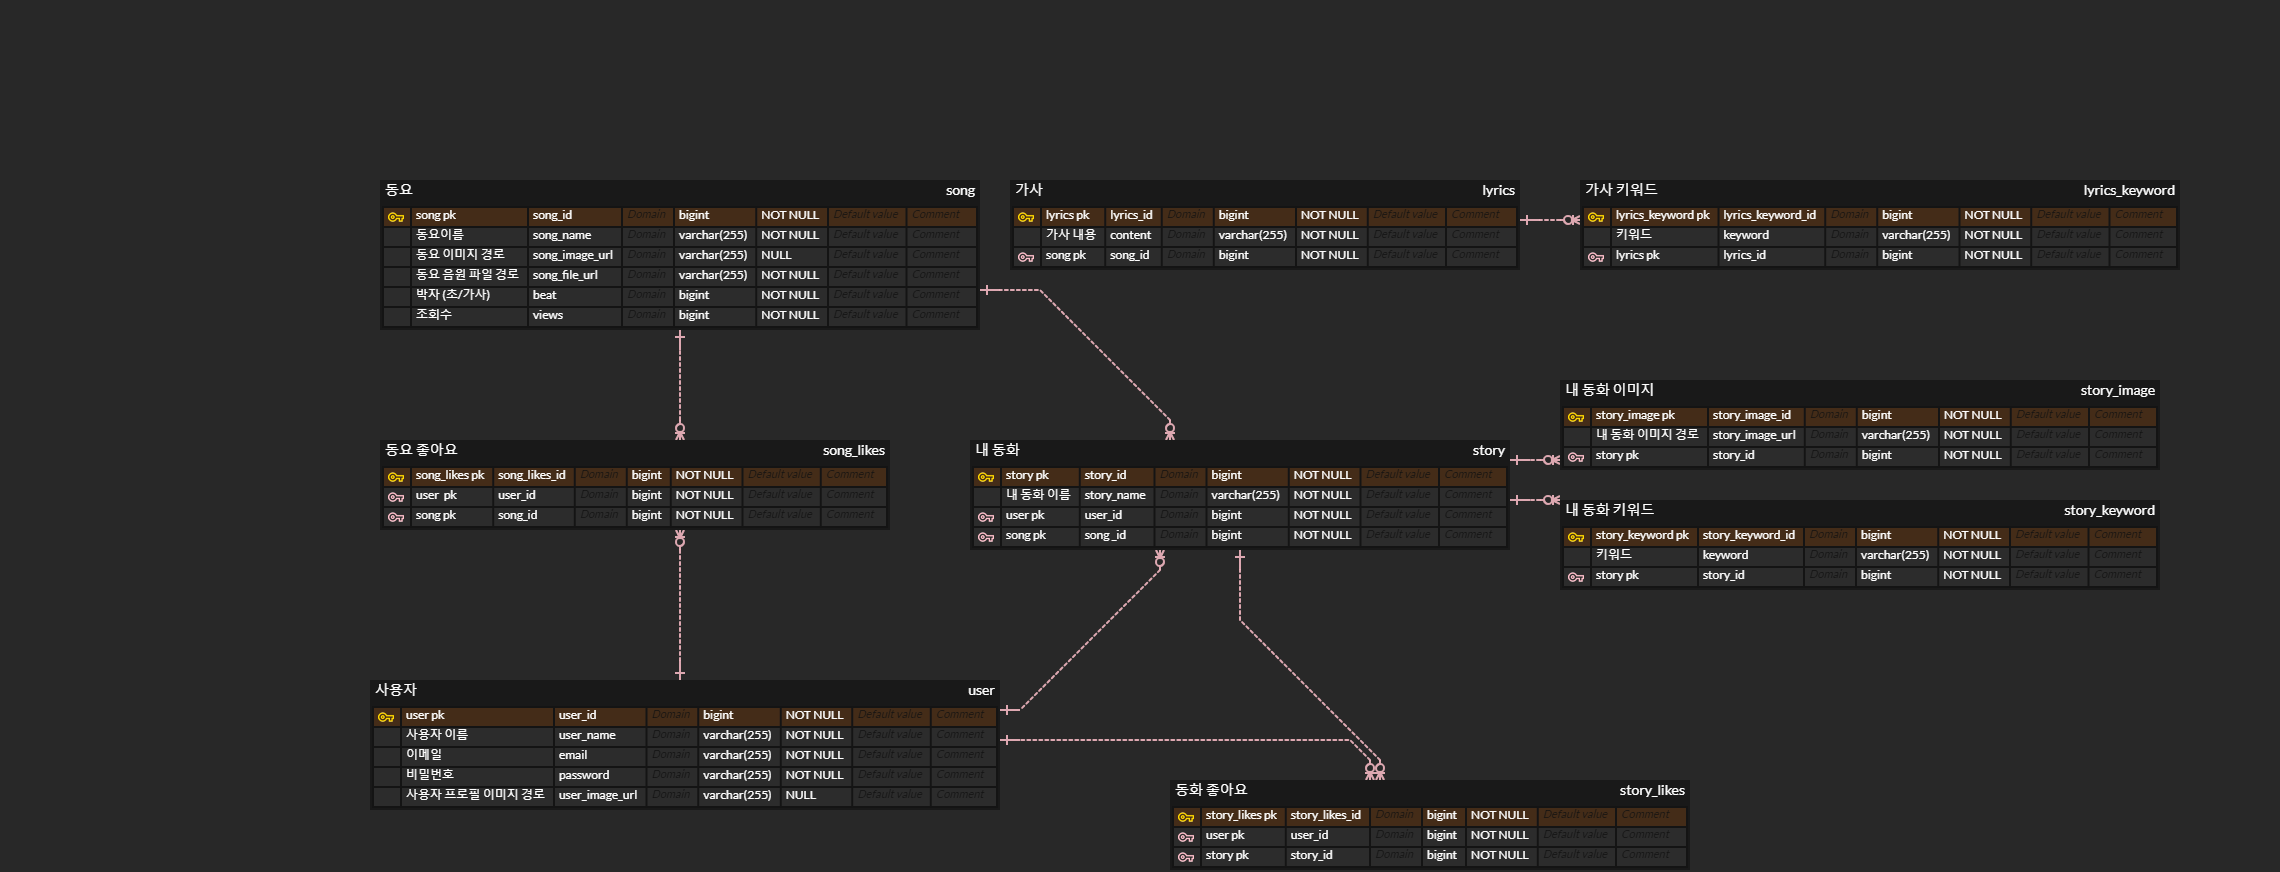 동요 song
song pk song_id Domain bigint NOT NULL Default value Comment
동요이름 song_name Domain varchar(255) NOT NULL Default value Comment
동요 이미지 경로 song_image_url Domain varchar(255) NULL Default value Comment
동요 음원 파일 경로 song_file_url Domain varchar(255) NOT NULL Default value Comment
박자 (초/가사) beat Domain bigint NOT NULL Default value Comment
조회수 views Domain bigint NOT NULL Default value Comment
가사 lyrics
lyrics pk lyrics_id Domain bigint NOT NULL Default value Comment
가사 내용 content Domain varchar(255) NOT NULL Default value Comment
song pk song_id Domain bigint NOT NULL Default value Comment
가사 키워드 lyrics_keyword
lyrics_keyword pk lyrics_keyword_id Domain bigint NOT NULL Default value Comment
키워드 keyword Domain varchar(255) NOT NULL Default value Comment
lyrics pk lyrics_id Domain bigint NOT NULL Default value Comment
내 동화 이미지 story_image
story_image pk story_image_id Domain bigint NOT NULL Default value Comment
내 동화 이미지 경로 story_image_url Domain varchar(255) NOT NULL Default value Comment
story pk story_id Domain bigint NOT NULL Default value Comment
동요 좋아요 song_likes
song_likes pk song_likes_id Domain bigint NOT NULL Default value Comment
user pk user_id Domain bigint NOT NULL Default value Comment
song pk song_id Domain bigint NOT NULL Default value Comment
내 동화 story
story pk story_id Domain bigint NOT NULL Default value Comment
내 동화 이름 story_name Domain varchar(255) NOT NULL Default value Comment
user pk user_id Domain bigint NOT NULL Default value Comment
song pk song_id Domain bigint NOT NULL Default value Comment
내 동화 키워드 story_keyword
story_keyword pk story_keyword_id Domain bigint NOT NULL Default value Comment
키워드 keyword Domain varchar(255) NOT NULL Default value Comment
story pk story_id Domain bigint NOT NULL Default value Comment
사용자 user
user pk user_id Domain bigint NOT NULL Default value Comment
사용자 이름 user_name Domain varchar(255) NOT NULL Default value Comment
이메일 email Domain varchar(255) NOT NULL Default value Comment
비밀번호 password Domain varchar(255) NOT NULL Default value Comment
사용자 프로필 이미지 경로 user_image_url Domain varchar(255) NULL Default value Comment
동화 좋아요 story_likes
story_likes pk story_likes_id Domain bigint NOT NULL Default value Comment
user pk user_id Domain bigint NOT NULL Default value Comment
story pk story_id Domain bigint NOT NULL Default value Comment